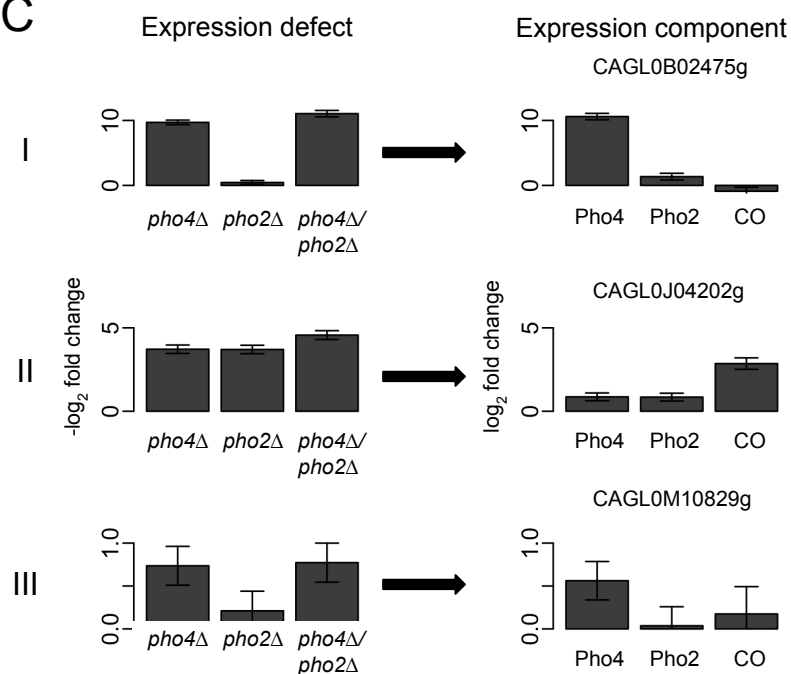 C
Expression defect
Expression component
CAGL0B02475g
I
0 10
pho4Δ pho2Δ pho4Δ/
pho2Δ
0 10
Pho4 Pho2 CO
CAGL0J04202g
II
-log2 fold change
0 5
pho4Δ pho2Δ pho4Δ/
pho2Δ
log2 fold change
0 5
Pho4 Pho2 CO
CAGL0M10829g
III
0.0 1.0
pho4Δ pho2Δ pho4Δ/
pho2Δ
0.0 1.0
Pho4 Pho2 CO